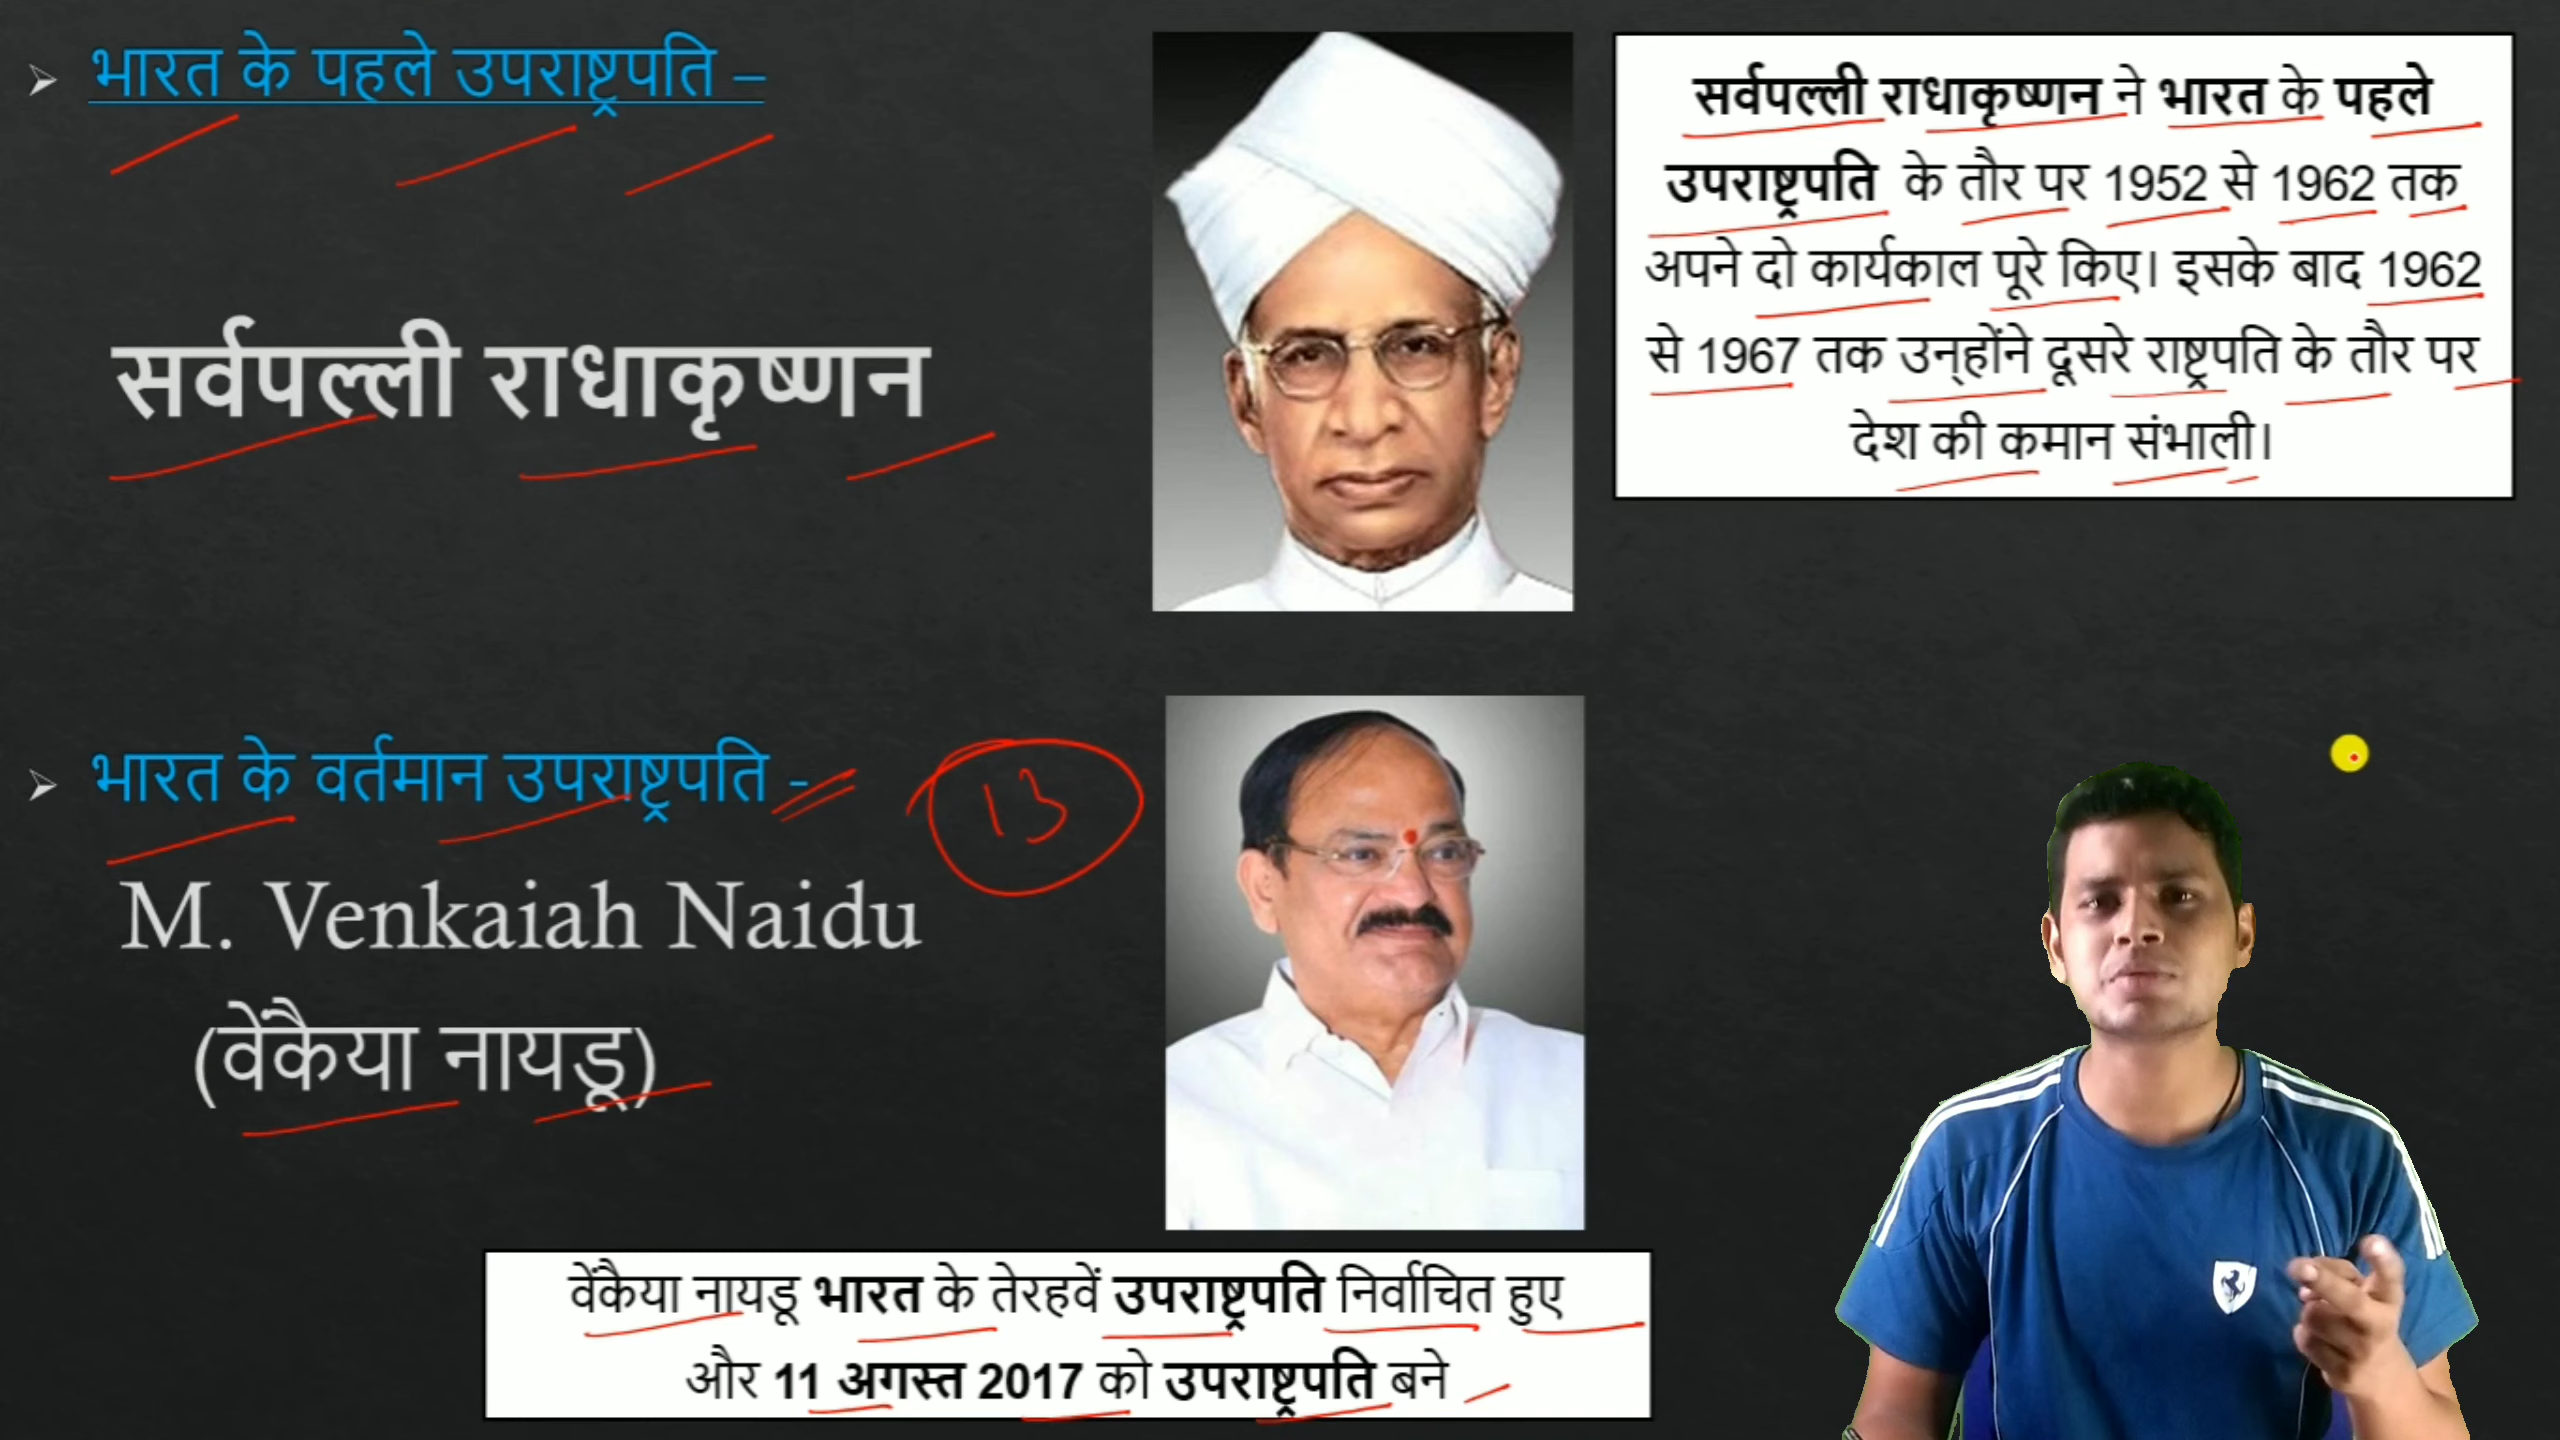 भारत के पहले उपराष्ट्रपति –
सर्वपल्ली राधाकृष्णन
सर्वपल्ली राधाकृष्णन ने भारत के पहले
उपराष्ट्रपति के तौर पर 1952 से 1962 तक
अपने दो कार्यकाल पूरे किए। इसके बाद 1962
से 1967 तक उन्होंने दूसरे राष्ट्रपति के तौर पर
देश की कमान संभाली।
भारत के वर्तमान उपराष्ट्रपति -
13
M. Venkaiah Naidu
(वेंकैया नायडू)
वेंकैया नायडू भारत के तेरहवें उपराष्ट्रपति निर्वाचित हुए
और 11 अगस्त 2017 को उपराष्ट्रपति बने